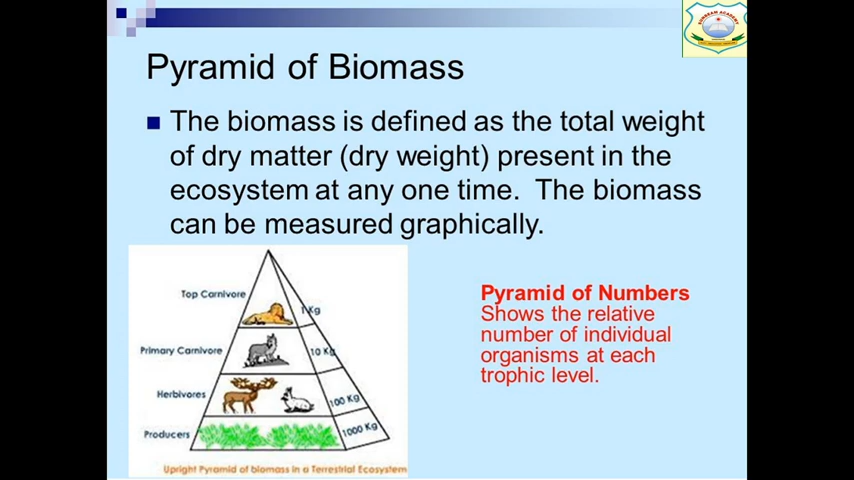 Pyramid of Biomass
The biomass is defined as the total weight
of dry matter (dry weight) present in the
ecosystem at any one time. The biomass
can be measured graphically.
Top Carnivore
1 Kg
Primary Carnivore
10 Kg
Herbivores
100 Kg
Producers
1000 Kg
Upright Pyramid of biomass in a Terrestrial Ecosystem
Pyramid of Numbers
Shows the relative
number of individual
organisms at each
trophic level.